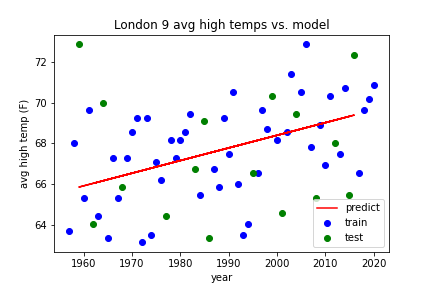 London 9 avg high temps vs. model
avg high temp (F)
72
70
68
66
64
predict
train
test
1960 1970 1980 1990 2000 2010 2020
year